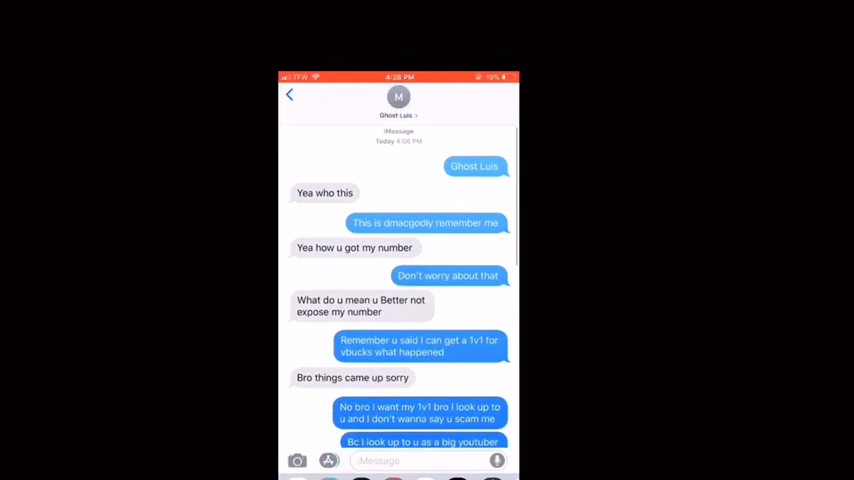 TFW
4:28 PM
19%
M
Ghost Luis >
iMessage
Today 4:06 PM
Ghost Luis
Yea who this
This is dmacgodly remember me
Yea how u got my number
Don't worry about that
What do u mean u Better not
expose my number
Remember u said I can get a 1v1 for
vbucks what happened
Bro things came up sorry
No bro I want my 1v1 bro I look up to
u and I don't wanna say u scam me
Bc I look up to u as a big youtuber
iMessage